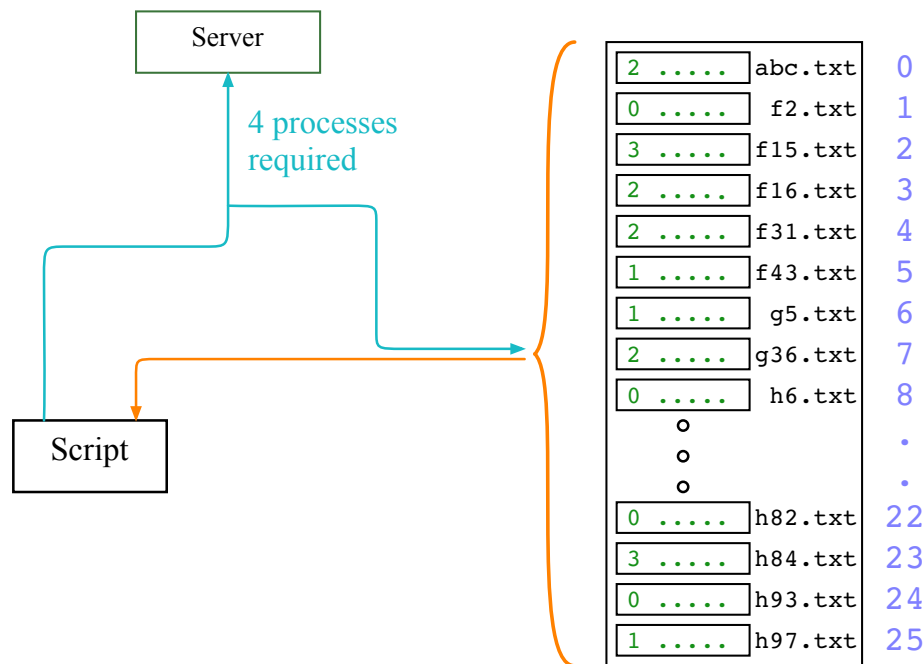 Server
4 processes
required
Script
2 ..... abc.txt 0
0 ..... f2.txt 1
3 ..... f15.txt 2
2 ..... f16.txt 3
2 ..... f31.txt 4
1 ..... f43.txt 5
1 ..... g5.txt 6
2 ..... g36.txt 7
0 ..... h6.txt 8
.
.
0 ..... h82.txt 22
3 ..... h84.txt 23
0 ..... h93.txt 24
1 ..... h97.txt 25